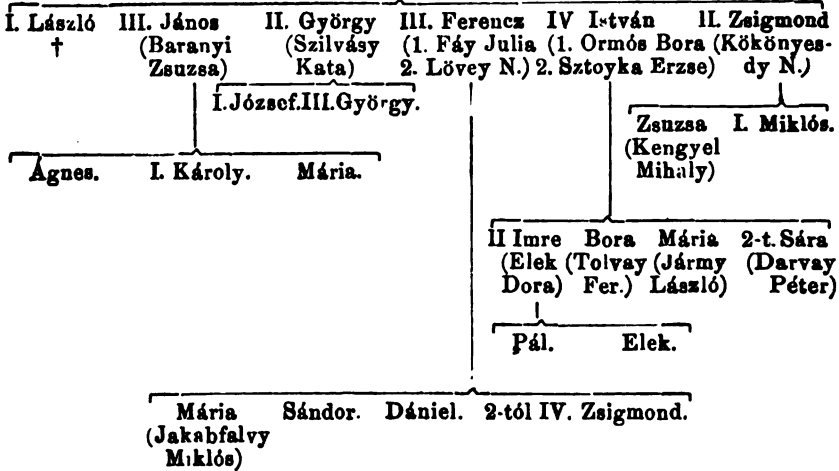 I. László III. János II. György III. Ferencz IV István II. Zsigmond
† (Baranyi (Szilvásy (1. Fáy Julia (1. Ormós Bora (Kökönyes-
Zsuzsa) Kata) 2. Lövey N.) 2. Sztoyka Erzse) dy N.)
I. József. III. György.
Zsuzsa I. Miklós.
(Kengyel
Mihaly)
Ágnes. I. Károly. Mária.
II Imre Bora Mária 2-t. Sára
(Elek (Tolvay (Jármy (Darvay
Dora) Fer.) László) Péter)
Pál. Elek.
Mária Sándor. Dániel. 2-tól IV. Zsigmond.
(Jakabfalvy
Miklós)